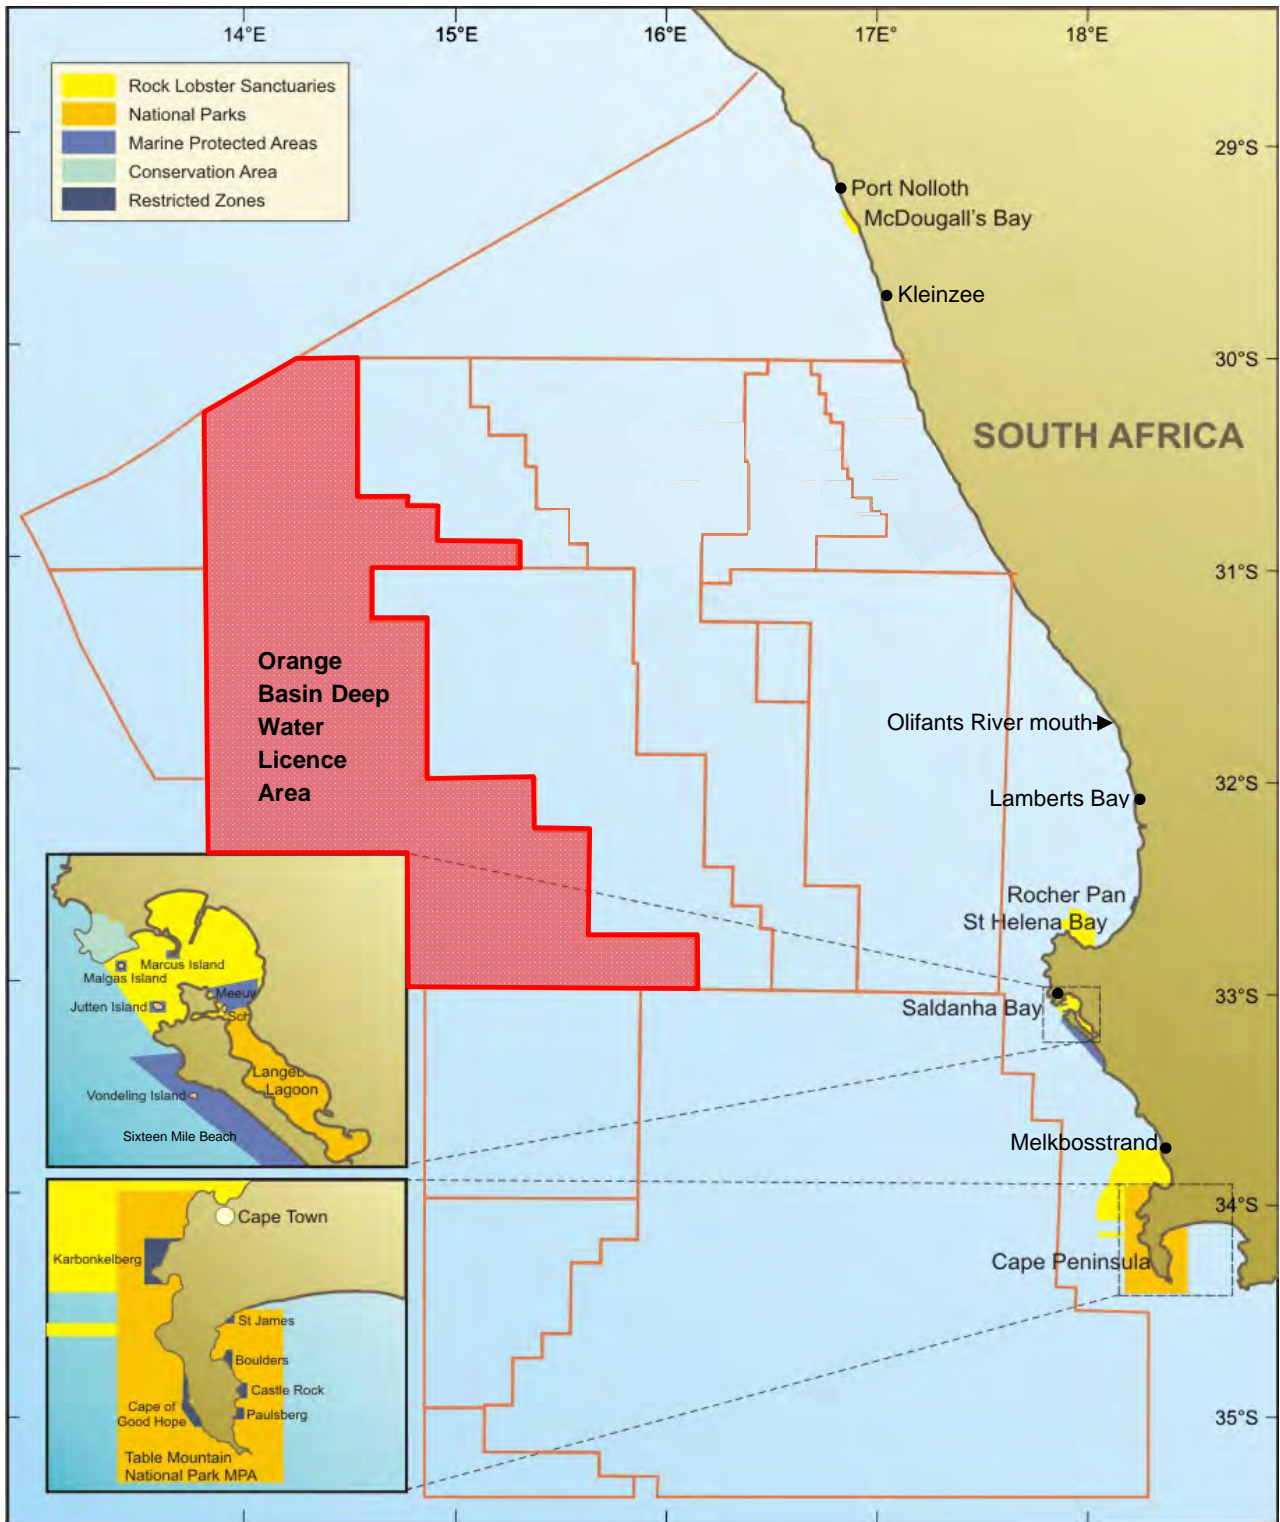 14°E
15°E
16°E
17°E
18°E
Rock Lobster Sanctuaries
National Parks
Marine Protected Areas
Conservation Area
Restricted Zones
29°S
Port Nolloth
McDougall's Bay
Kleinzee
30°S
SOUTH AFRICA
31°S
Orange
Basin Deep
Water
Licence
Area
Olifants River mouth
32°S
Lamberts Bay
Rocher Pan
St Helena Bay
33°S
Saldanha Bay
Marcus Island
Malgas Island
Meeuw
Jutten Island
Sch
Langeb
Lagoon
Vondeling Island
Sixteen Mile Beach
Melkbosstrand
34°S
Cape Peninsula
Cape Town
Karbonkelberg
St James
Boulders
Castle Rock
Cape of
Good Hope
Paulsberg
Table Mountain
National Park MPA
35°S